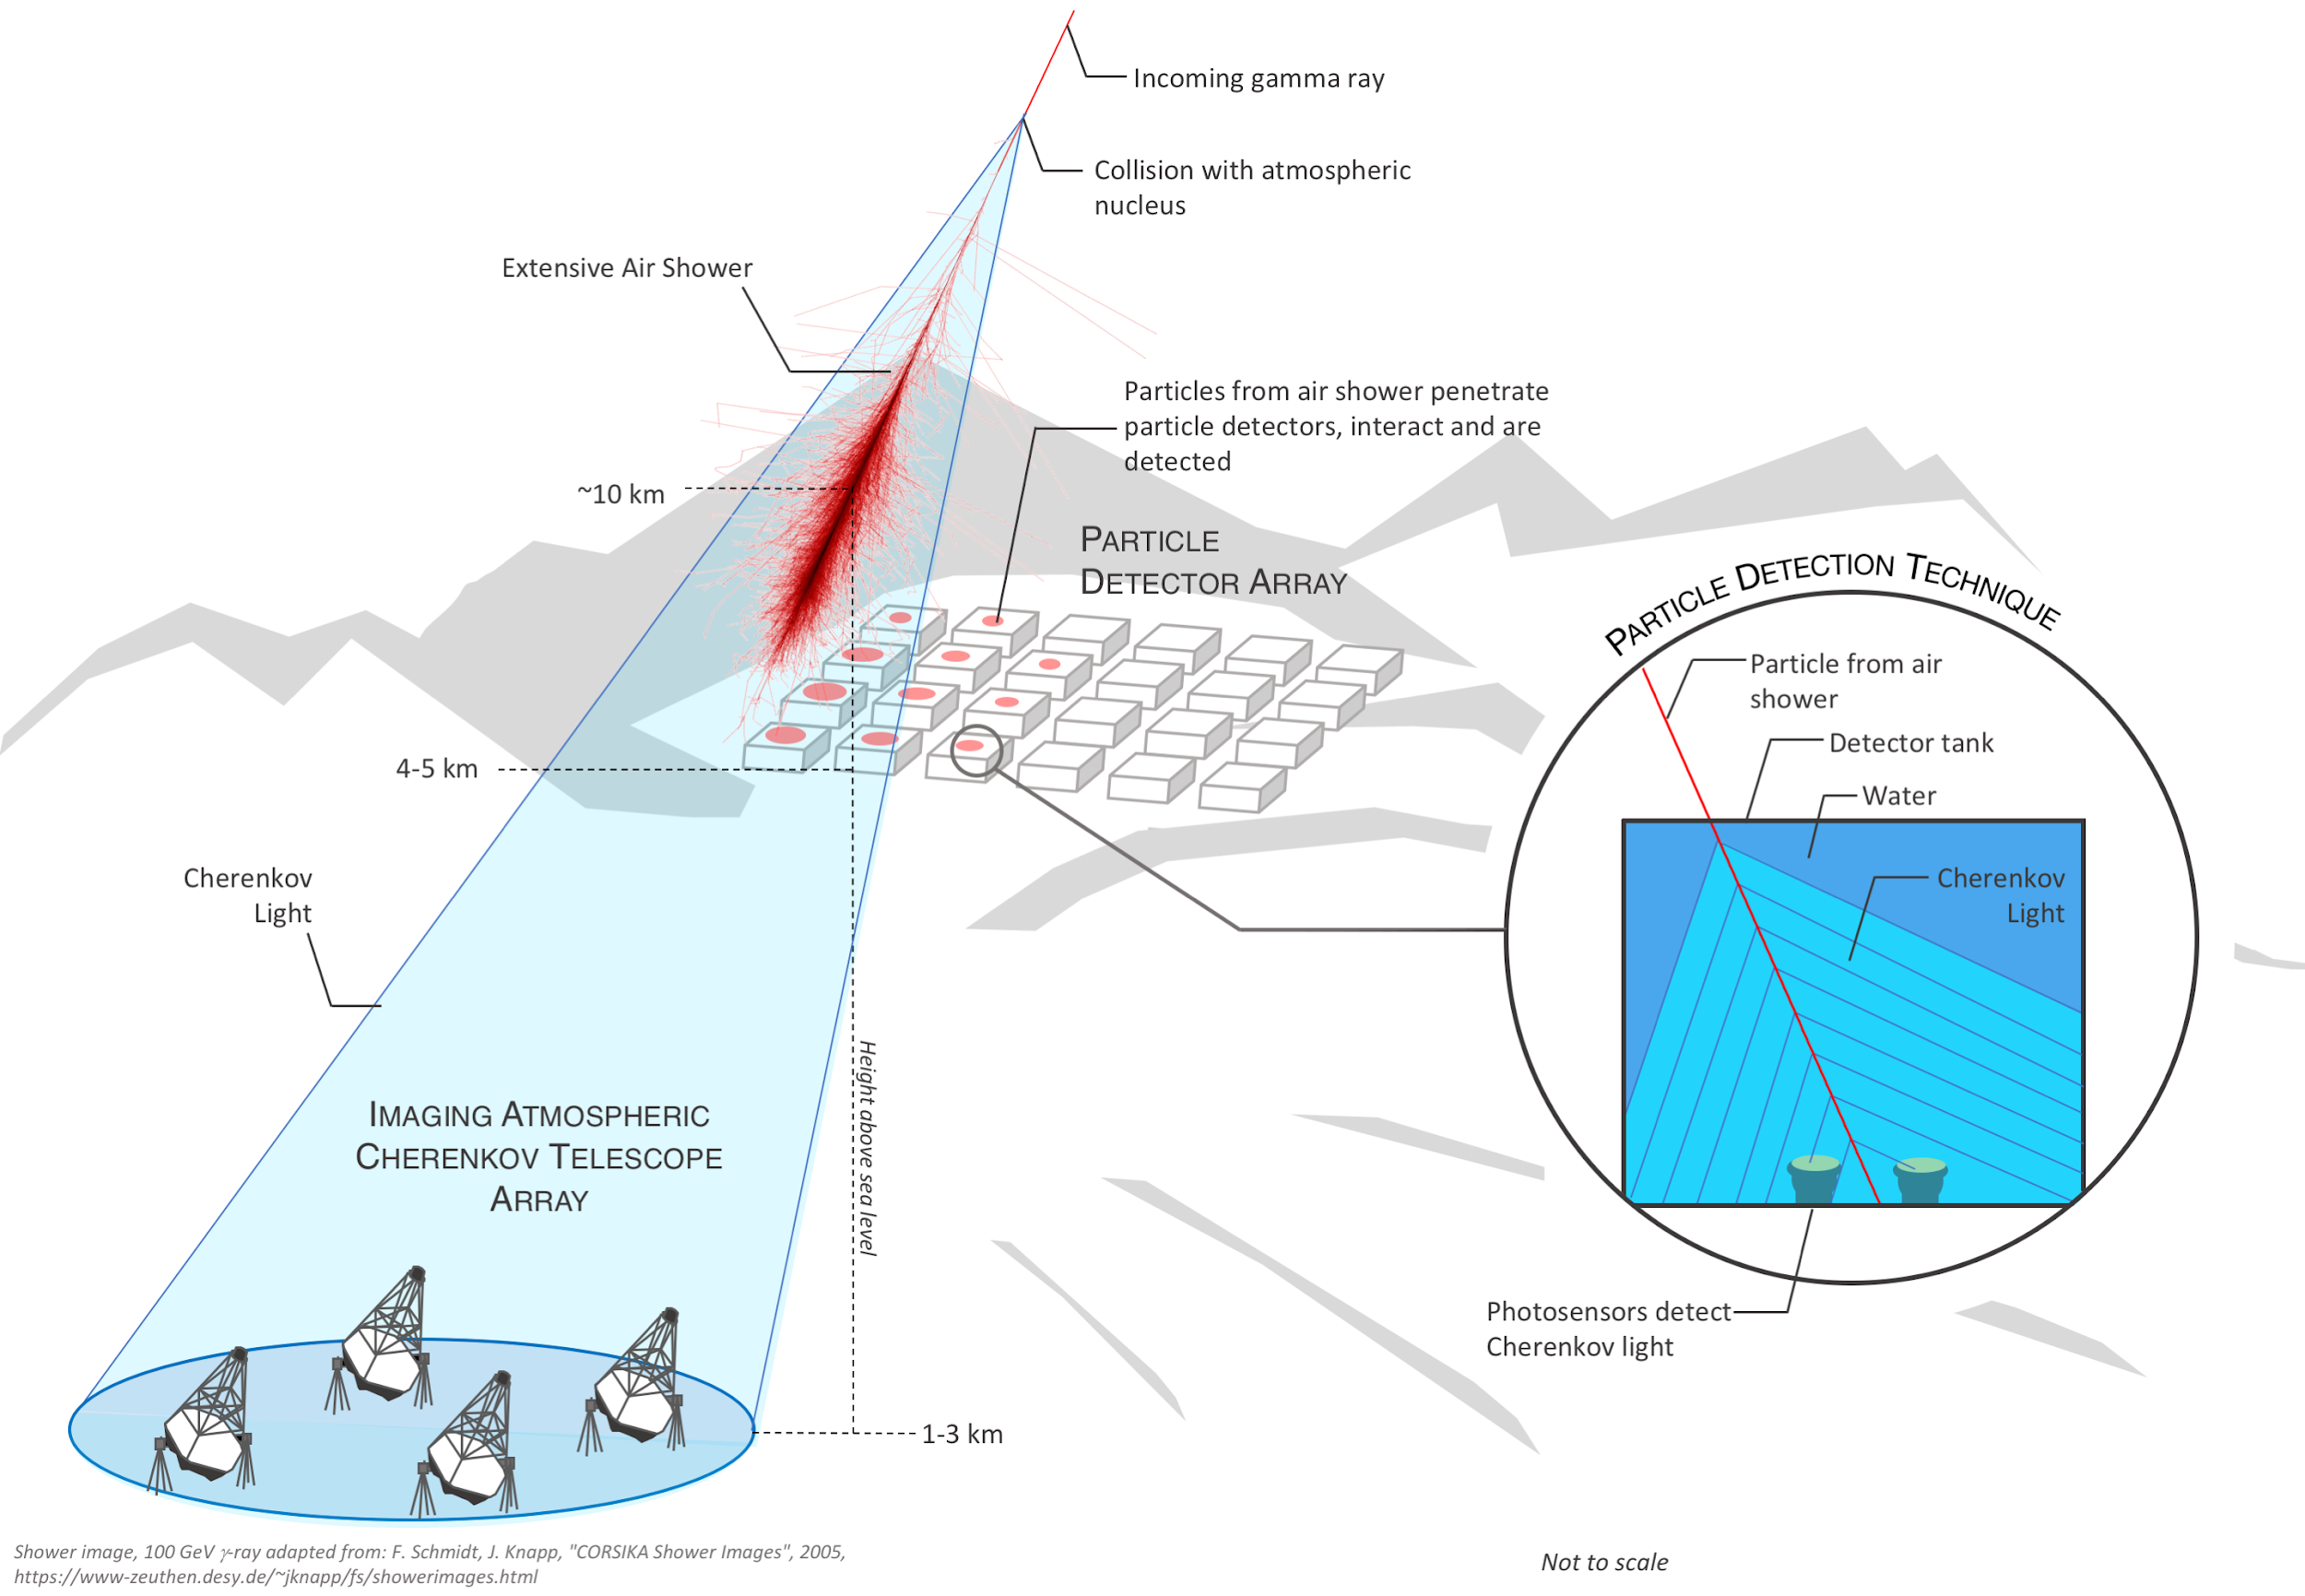 Incoming gamma ray
Collision with atmospheric
nucleus
Extensive Air Shower
Particles from air shower penetrate
particle detectors, interact and are
detected
~10 km
PARTICLE
DETECTOR ARRAY
PARTICLE DETECTION TECHNIQUE
Particle from air
shower
Detector tank
Water
Cherenkov
Light
4-5 km
Cherenkov
Light
Height above sea level
IMAGING ATMOSPHERIC
CHERENKOV TELESCOPE
ARRAY
Photosensors detect
Cherenkov light
1-3 km
Shower image, 100 GeV γ-ray adapted from: F. Schmidt, J. Knapp, "CORSIKA Shower Images", 2005,
https://www-zeuthen.desy.de/~jknapp/fs/showerimages.html
Not to scale